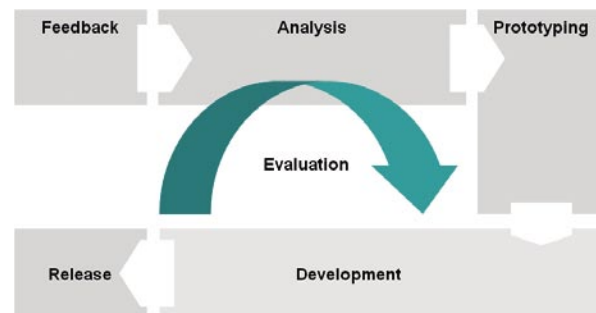 Feedback
Analysis
Prototyping
Evaluation
Release
Development